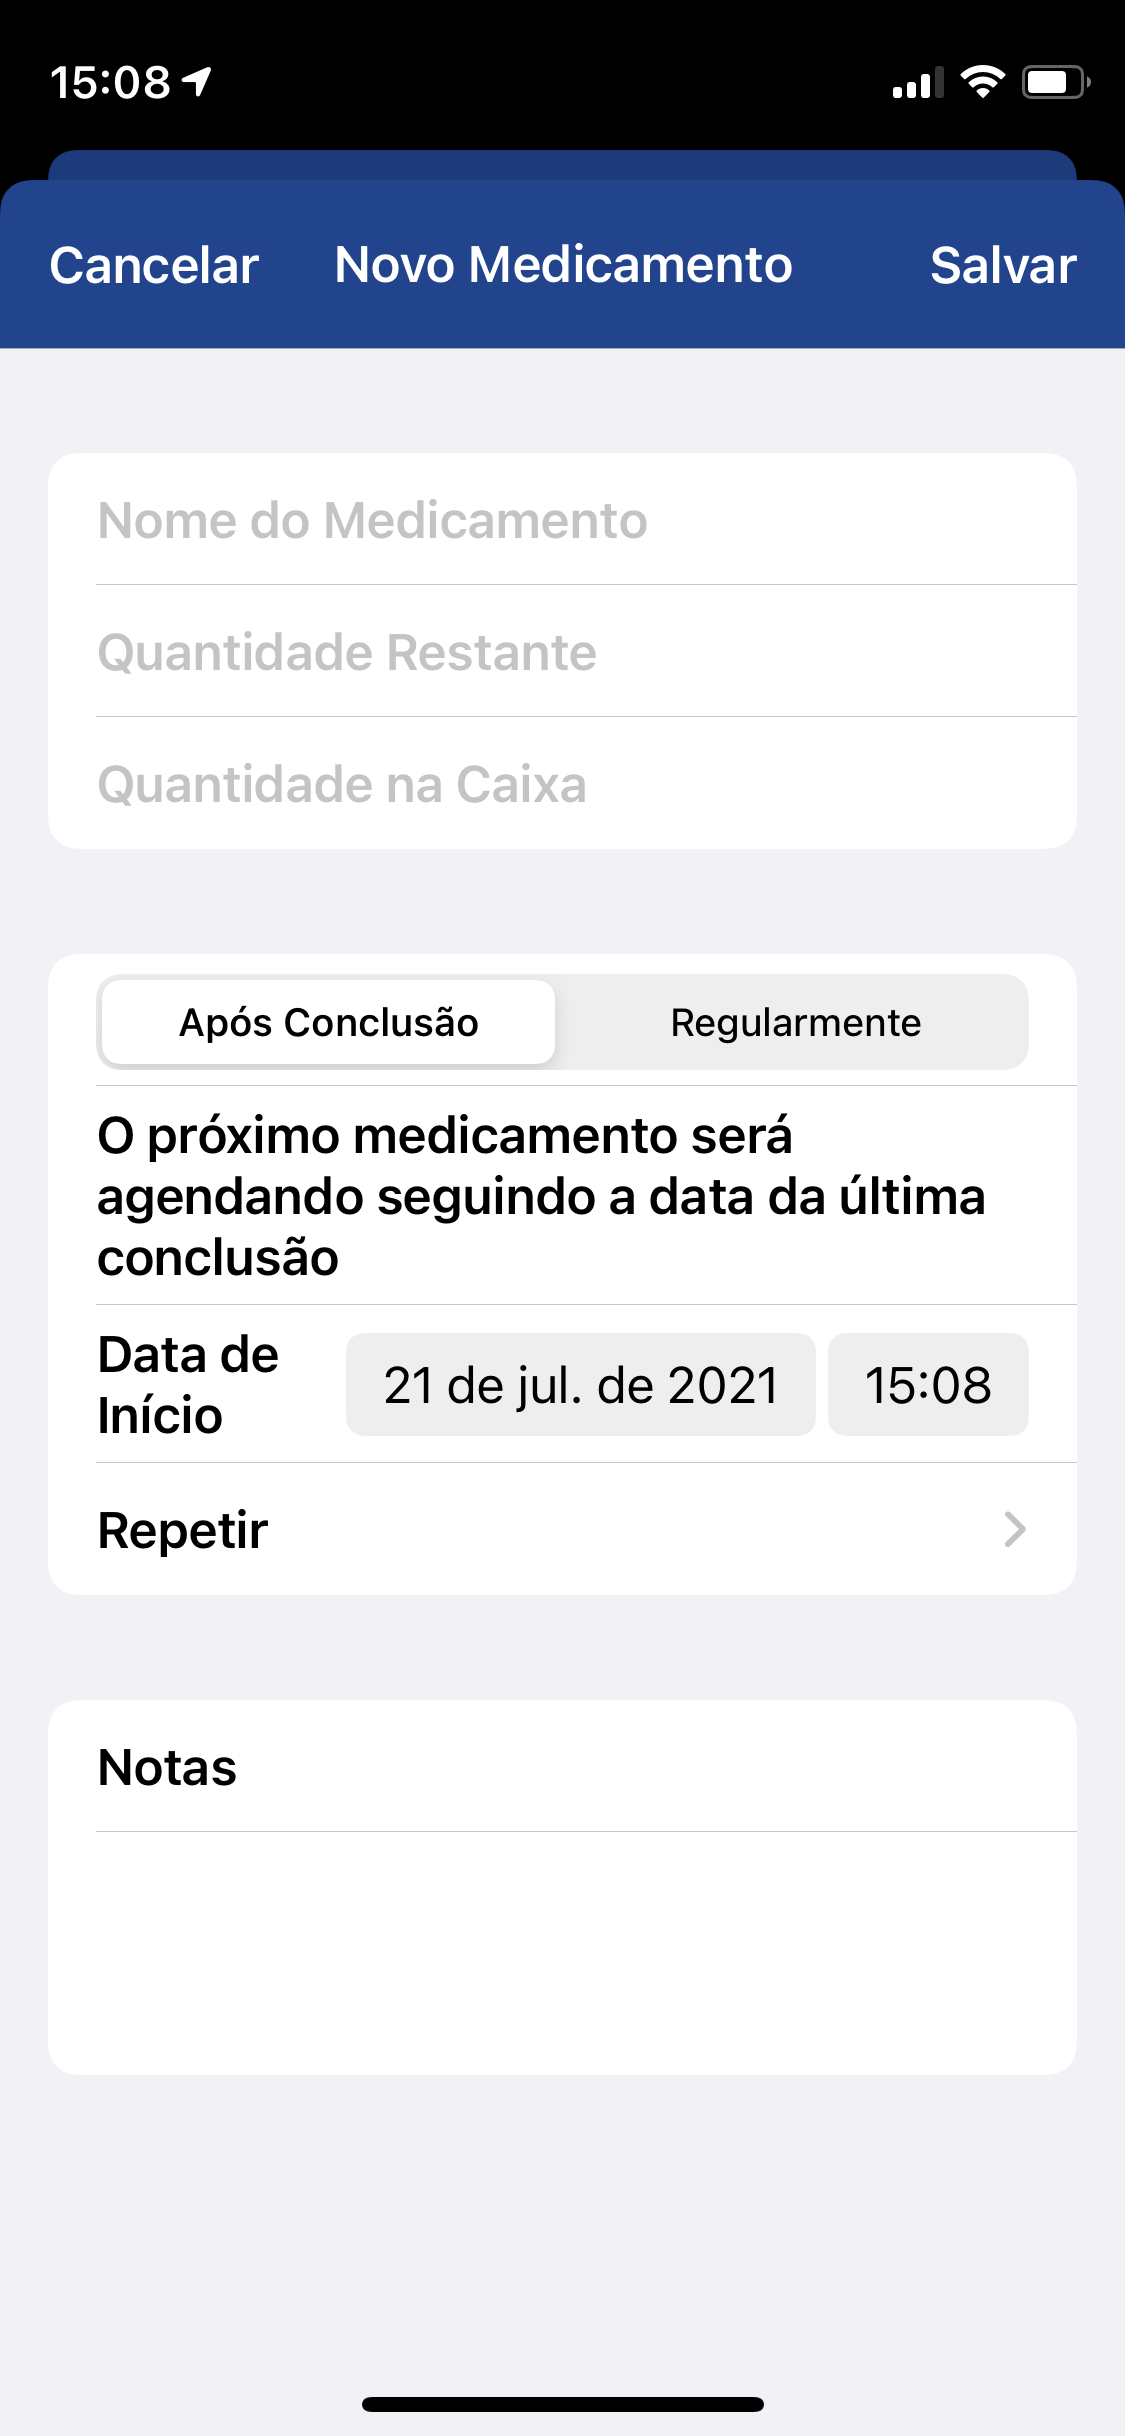 15:08
Cancelar Novo Medicamento Salvar
Nome do Medicamento
Quantidade Restante
Quantidade na Caixa
Após Conclusão Regularmente
O próximo medicamento será
agendando seguindo a data da última
conclusão
Data de
Início
21 de jul. de 2021 15:08
Repetir
Notas